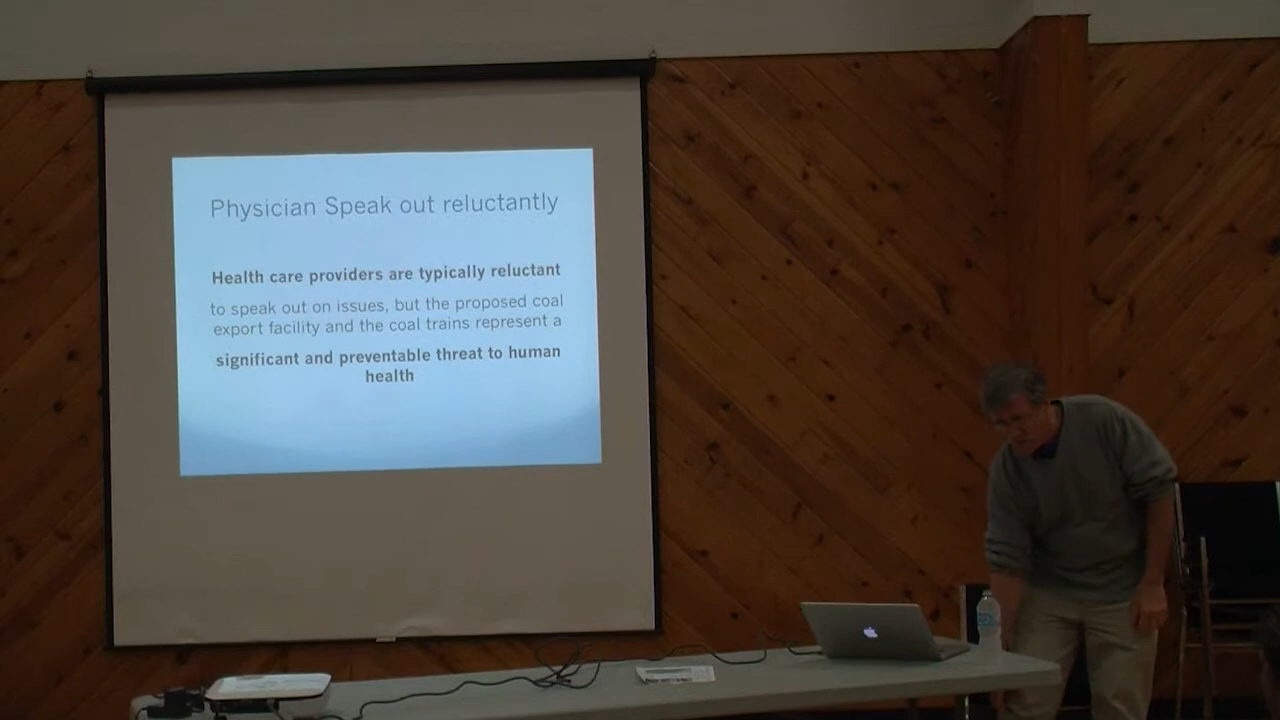 Physician Speak out reluctantly
Health care providers are typically reluctant
to speak out on issues, but the proposed coal
export facility and the coal trains represent a
significant and preventable threat to human
health